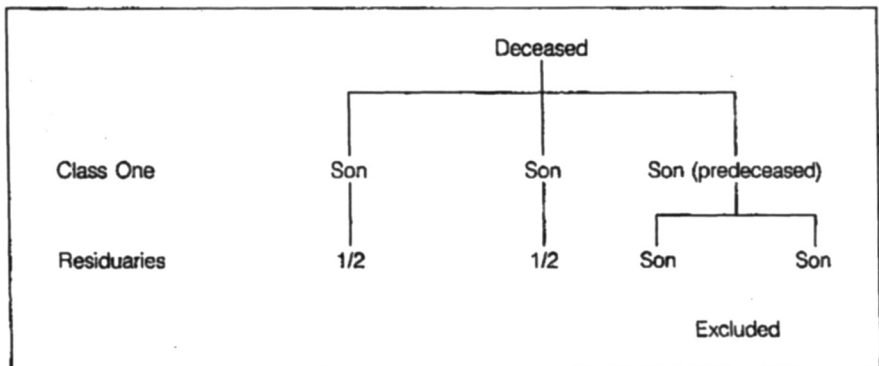 Deceased
Class One Son Son Son (predeceased)
Residuaries 1/2 1/2 Son Son
Excluded